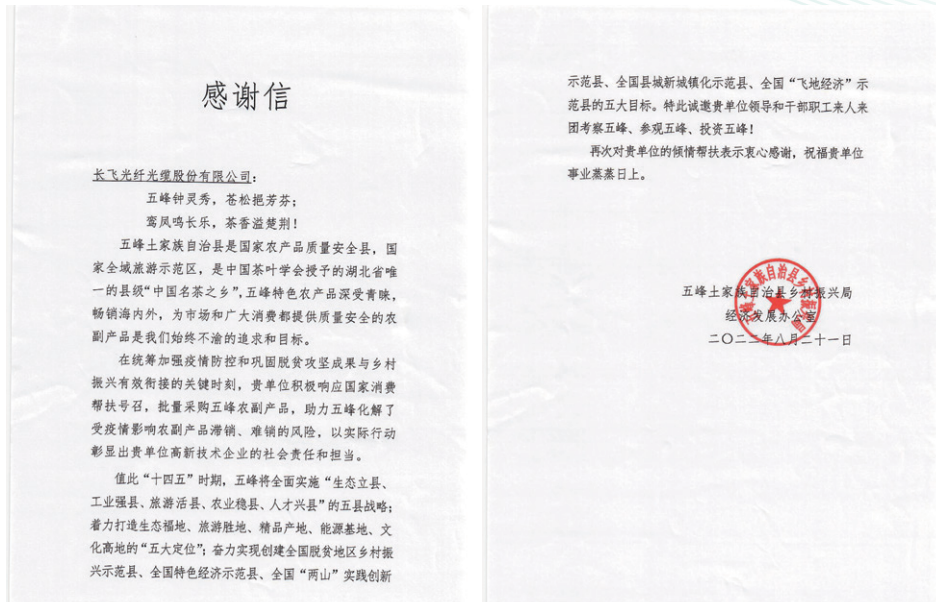 感谢信
长飞光纤光缆股份有限公司：
五峰钟灵秀，苍松挹芳芬；
鸾凤鸣长乐，茶香溢楚荆！
五峰土家族自治县是国家农产品质量安全县，国
家全域旅游示范区，是中国茶叶学会授予的湖北省唯
一的县级“中国名茶之乡”，五峰特色农产品深受青睐，
畅销海内外，为市场和广大消费都提供质量安全的农
副产品是我们始终不渝的追求和目标。
在统筹加强疫情防控和巩固脱贫攻坚成果与乡村
振兴有效衔接的关键时刻，贵单位积极响应国家消费
帮扶号召，批量采购五峰农副产品，助力五峰化解了
受疫情影响农副产品滞销、难销的风险，以实际行动
彰显出贵单位高新技术企业的社会责任和担当。
值此“十四五”时期，五峰将全面实施“生态立县、
工业强县、旅游活县、农业稳县、人才兴县”的五县战略；
着力打造生态福地、旅游胜地、精品产地、能源基地、文
化高地的“五大定位”；奋力实现创建全国脱贫地区乡村振
兴示范县、全国特色经济示范县、全国“两山”实践创新
示范县、全国县城新城镇化示范县、全国“飞地经济”示
范县的五大目标。特此诚邀贵单位领导和干部职工来人来
团考察五峰、参观五峰、投资五峰！
再次对贵单位的倾情帮扶表示衷心感谢，祝福贵单位
事业蒸蒸日上。
五峰土家族自治县乡村振兴局
经济发展办公室
二〇二二年八月二十一日